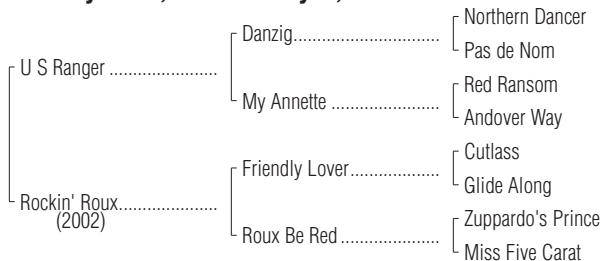 Northern Dancer
Danzig
Pas de Nom
U S Ranger
Red Ransom
My Annette
Andover Way
Cutlass
Friendly Lover
Glide Along
Rockin' Roux
(2002)
Zuppardo's Prince
Roux Be Red
Miss Five Carat